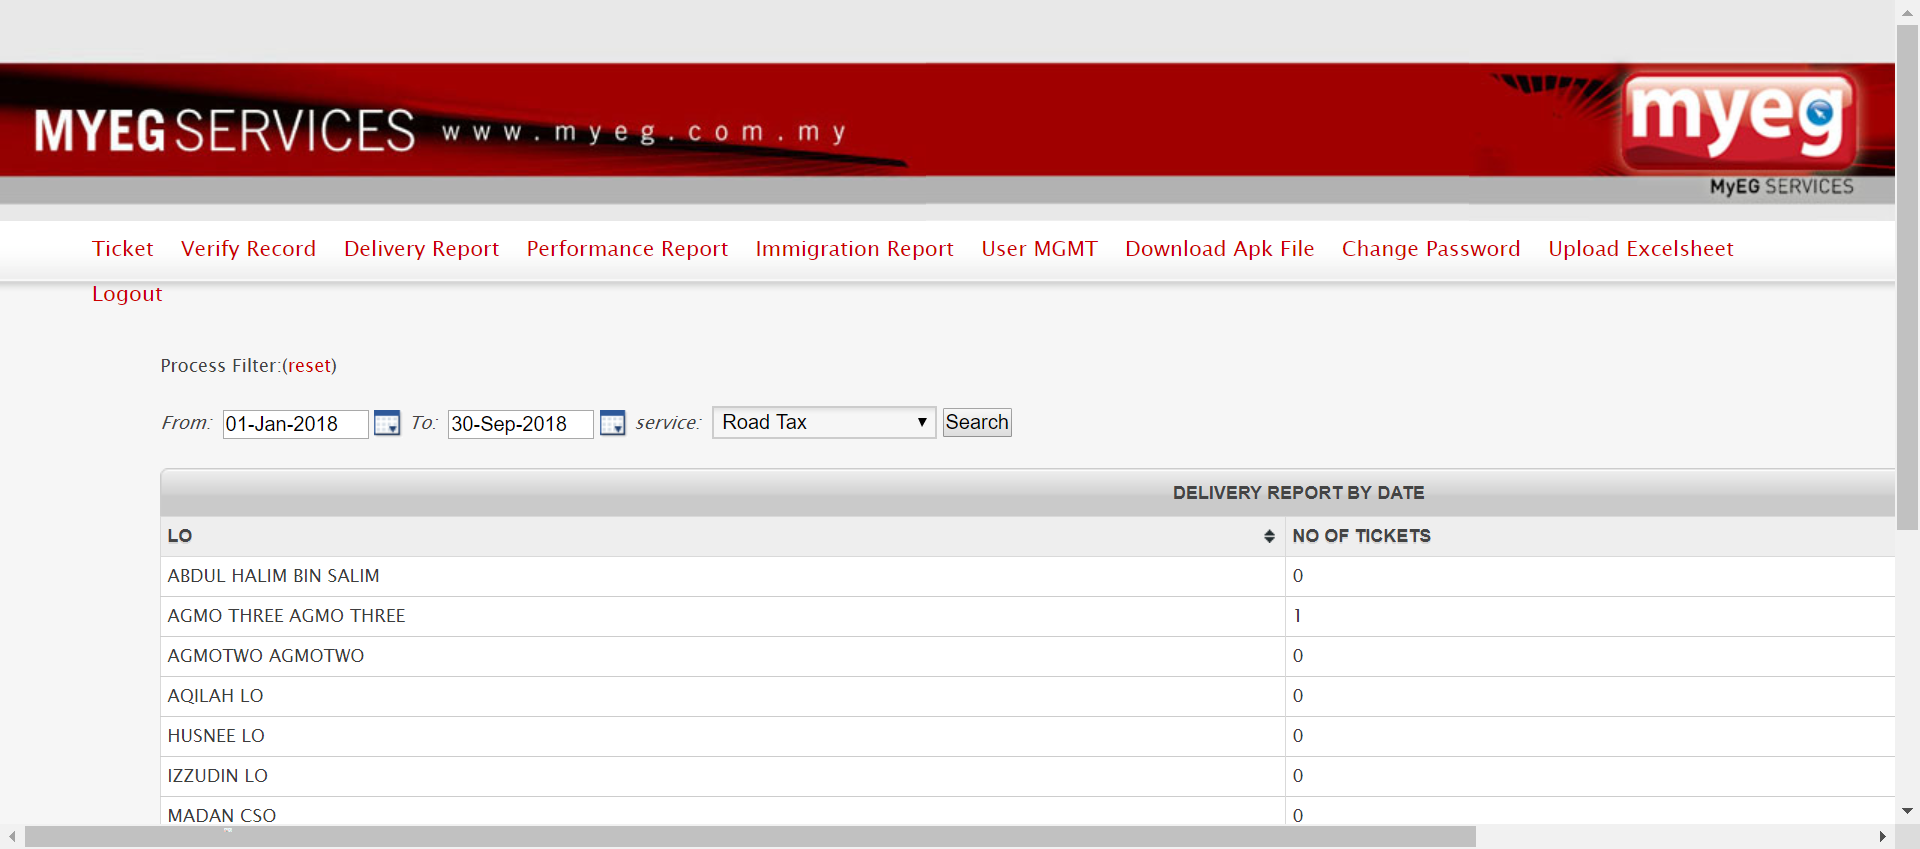 MYEG SERVICES www.myeg.com.my
myeg
MyEG SERVICES
Ticket Verify Record Delivery Report Performance Report Immigration Report User MGMT Download Apk File Change Password Upload Excelsheet
Logout
Process Filter:(reset)
From: 01-Jan-2018 To: 30-Sep-2018 service: Road Tax Search
DELIVERY REPORT BY DATE
LO NO OF TICKETS
ABDUL HALIM BIN SALIM 0
AGMO THREE AGMO THREE 1
AGMOTWO AGMOTWO 0
AQILAH LO 0
HUSNEE LO 0
IZZUDIN LO 0
MADAN CSO 0